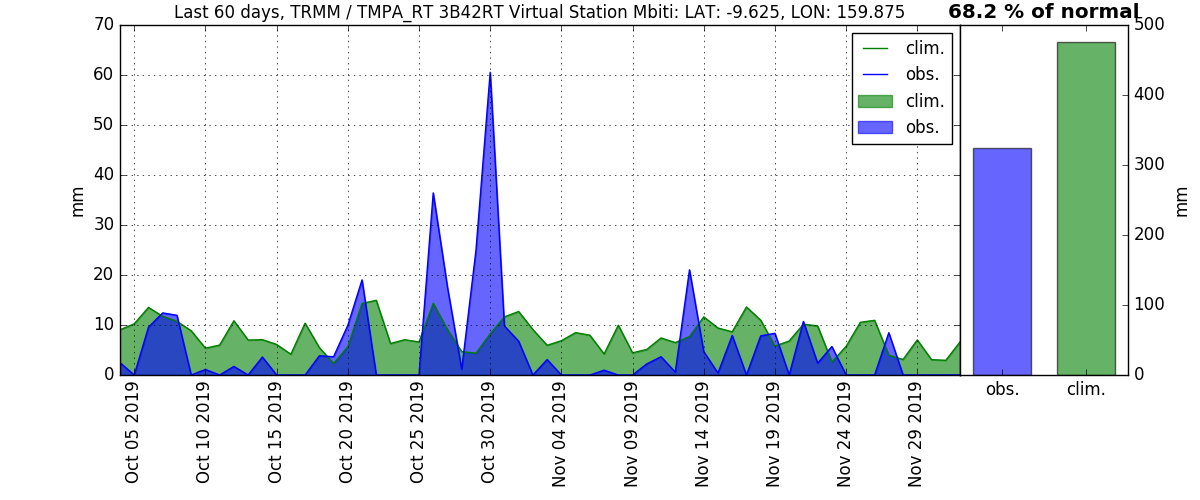 Last 60 days, TRMM / TMPA_RT 3B42RT Virtual Station Mbiti: LAT: -9.625, LON: 159.875
68.2 % of normal
70
60
50
40
30
20
10
0
mm
clim.
obs.
clim.
obs.
Oct 05 2019
Oct 10 2019
Oct 15 2019
Oct 20 2019
Oct 25 2019
Oct 30 2019
Nov 04 2019
Nov 09 2019
Nov 14 2019
Nov 19 2019
Nov 24 2019
Nov 29 2019
500
400
300
200
100
0
mm
obs.
clim.